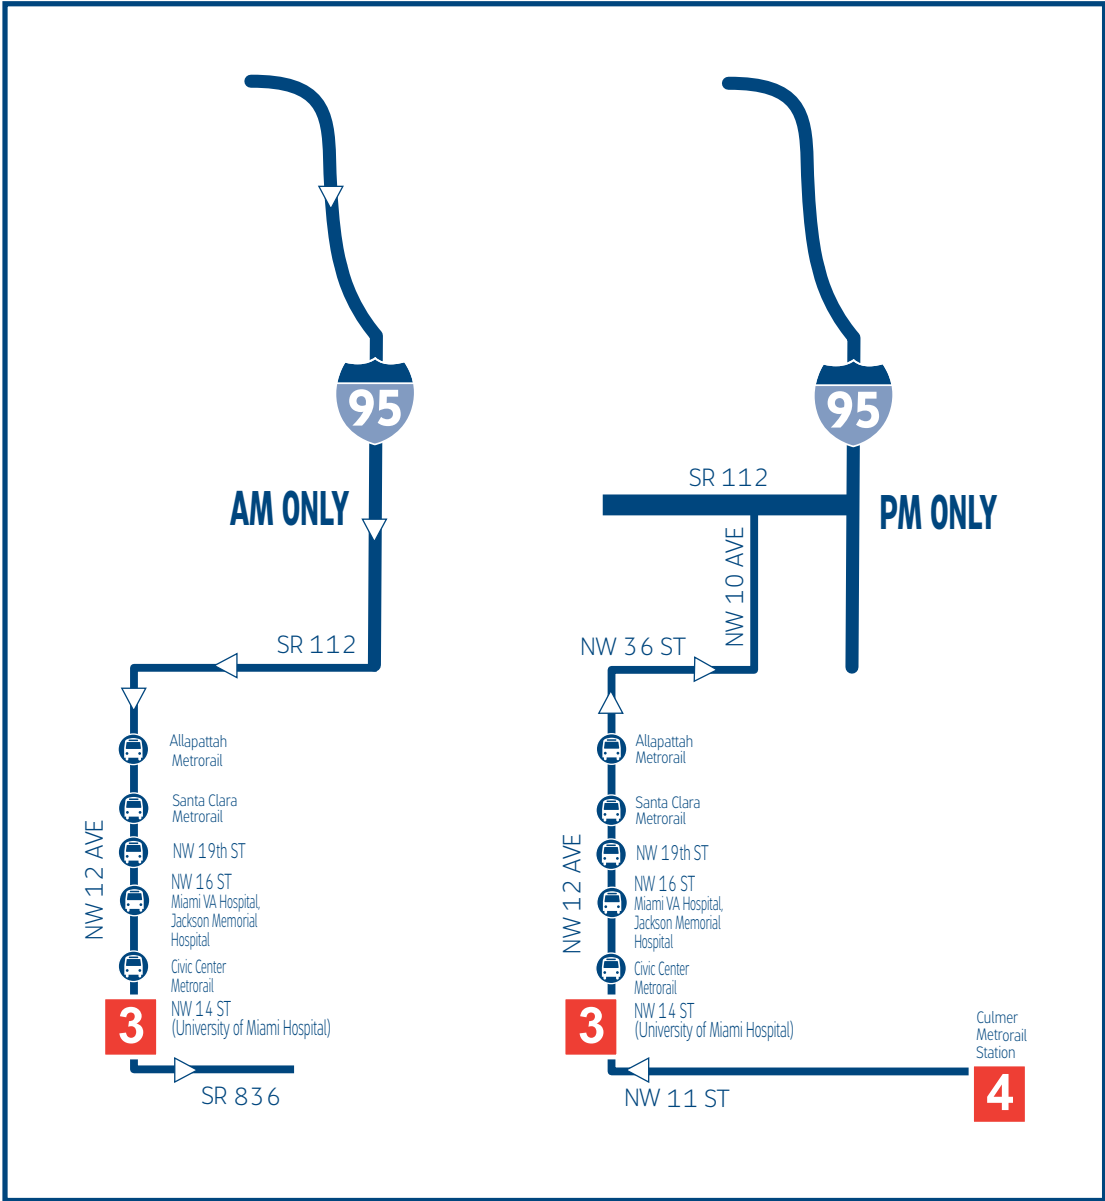 95
AM ONLY
SR 112
NW 12 AVE
Allapattah
Metrorail
Santa Clara
Metrorail
NW 19th ST
NW 16 ST
Miami VA Hospital,
Jackson Memorial
Hospital
Civic Center
Metrorail
3
NW 14 ST
(University of Miami Hospital)
SR 836
95
SR 112
PM ONLY
NW 10 AVE
NW 36 ST
NW 12 AVE
Allapattah
Metrorail
Santa Clara
Metrorail
NW 19th ST
NW 16 ST
Miami VA Hospital,
Jackson Memorial
Hospital
Civic Center
Metrorail
3
NW 14 ST
(University of Miami Hospital)
NW 11 ST
Culmer
Metrorail
Station
4